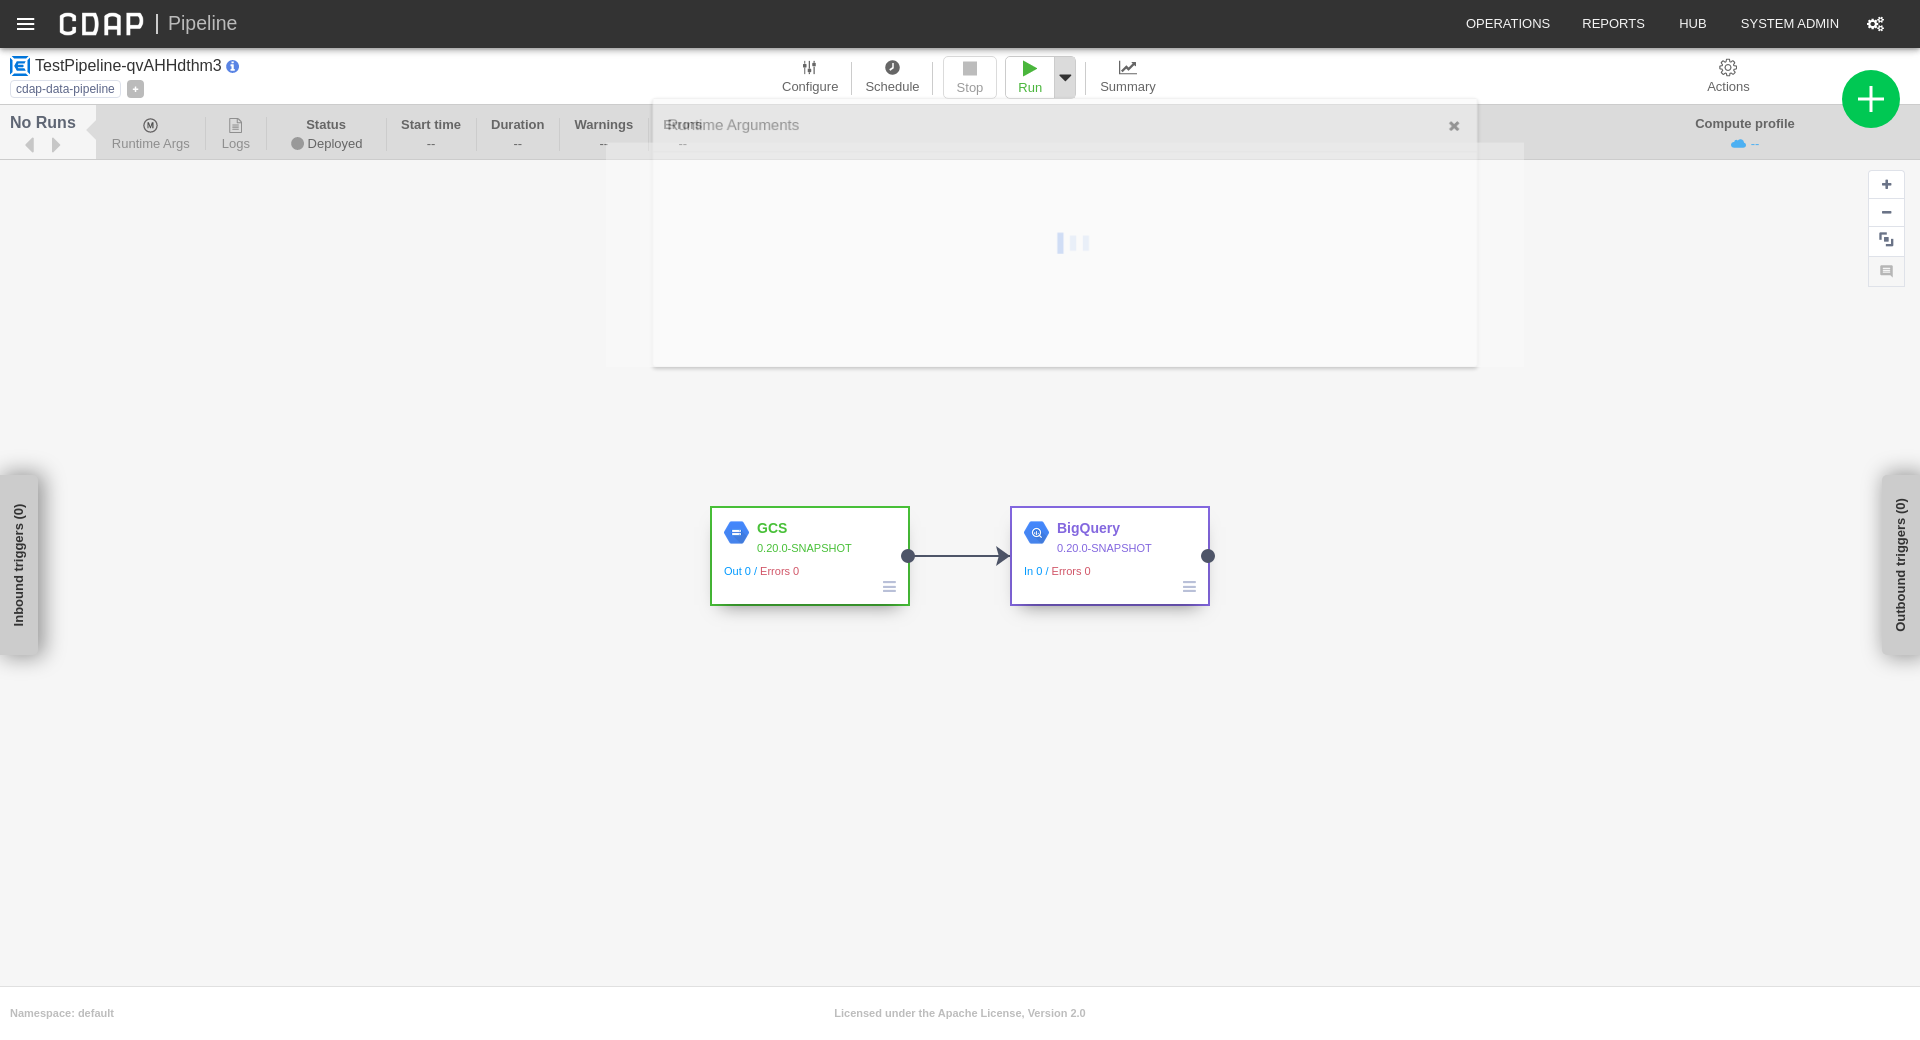 CDAP | Pipeline
OPERATIONS REPORTS HUB SYSTEM ADMIN
TestPipeline-qvAHHdthm3
cdap-data-pipeline
Configure Schedule Stop Run Summary Actions
No Runs
Runtime Args
Logs
Status
Deployed
Start time
--
Duration
--
Warnings
--
Errors
--
Runtime Arguments
Compute profile
--
Inbound triggers (0)
GCS
0.20.0-SNAPSHOT
Out 0 / Errors 0
BigQuery
0.20.0-SNAPSHOT
In 0 / Errors 0
Outbound triggers (0)
Namespace: default
Licensed under the Apache License, Version 2.0